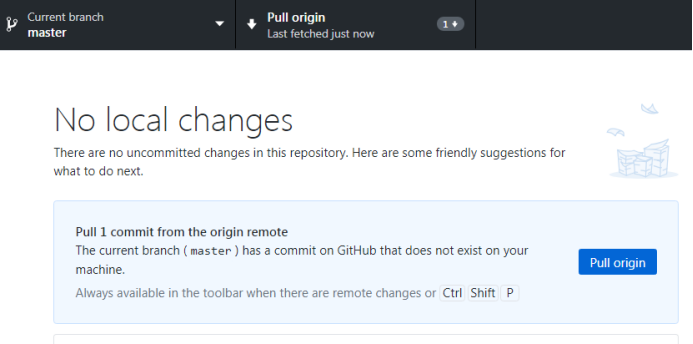 Current branch
master
Pull origin
Last fetched just now
1
No local changes
There are no uncommitted changes in this repository. Here are some friendly suggestions for
what to do next.
Pull 1 commit from the origin remote
The current branch ( master ) has a commit on GitHub that does not exist on your
machine.
Pull origin
Always available in the toolbar when there are remote changes or Ctrl Shift P